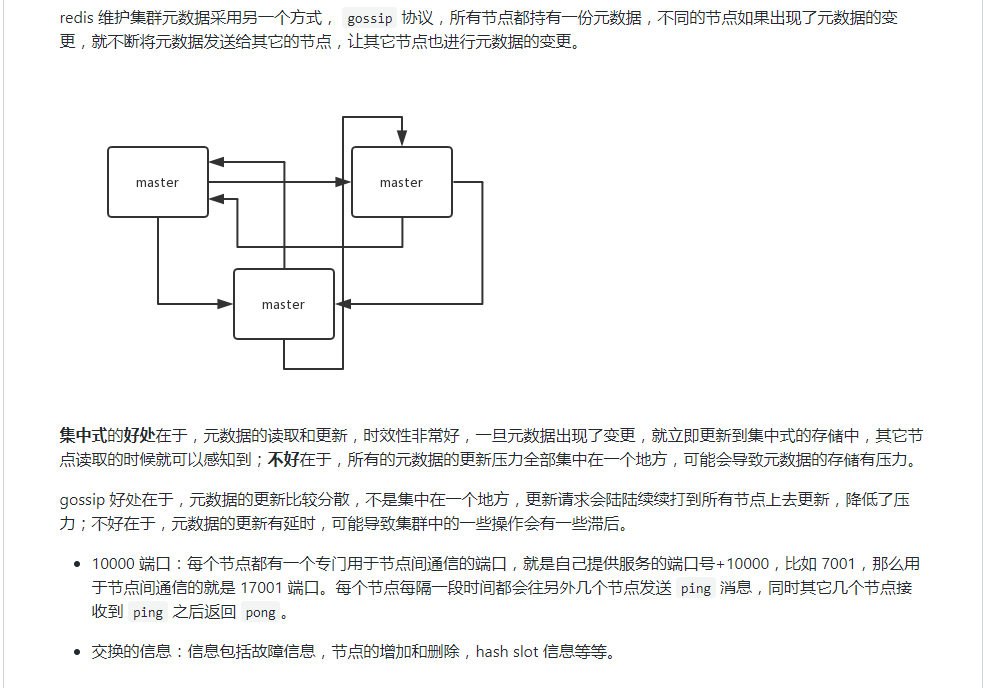 redis 维护集群元数据采用另一个方式， gossip 协议，所有节点都持有一份元数据，不同的节点如果出现了元数据的变
更，就不断将元数据发送给其它的节点，让其它节点也进行元数据的变更。
master
master
master
集中式的好处在于，元数据的读取和更新，时效性非常好，一旦元数据出现了变更，就立即更新到集中式的存储中，其它节
点读取的时候就可以感知到；不好在于，所有的元数据的更新压力全部集中在一个地方，可能会导致元数据的存储有压力。
gossip 好处在于，元数据的更新比较分散，不是集中在一个地方，更新请求会陆陆续续打到所有节点上去更新，降低了压
力；不好在于，元数据的更新有延时，可能导致集群中的一些操作会有一些滞后。
• 10000 端口：每个节点都有一个专门用于节点间通信的端口，就是自己提供服务的端口号+10000，比如 7001，那么用
于节点间通信的就是 17001 端口。每个节点每隔一段时间都会往另外几个节点发送 ping 消息，同时其它几个节点接
收到 ping 之后返回 pong 。
• 交换的信息：信息包括故障信息，节点的增加和删除，hash slot 信息等等。